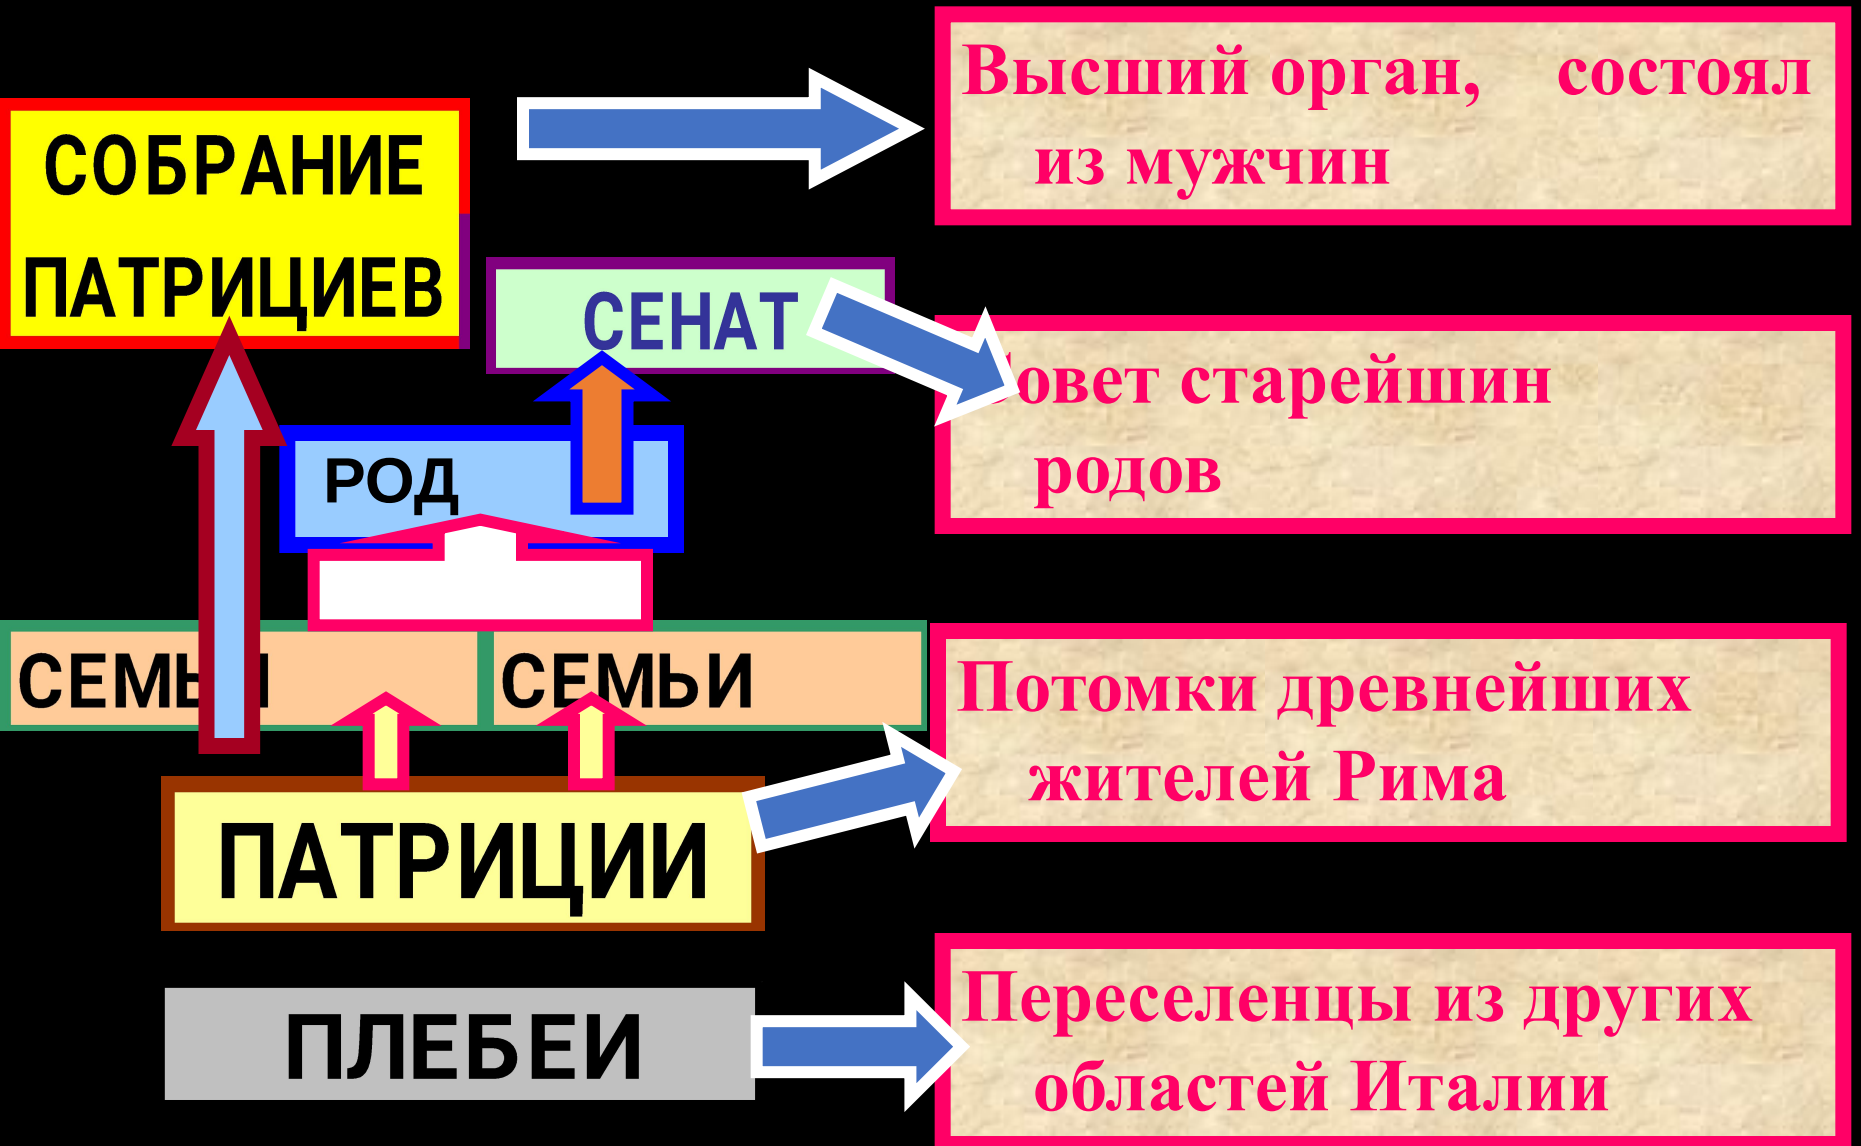 СОБРАНИЕ
ПАТРИЦИЕВ
Высший орган, состоял
из мужчин
СЕНАТ
овет старейшин
родов
РОД
СЕМЬИ
СЕМЬИ
Потомки древнейших
жителей Рима
ПАТРИЦИИ
ПЛЕБЕИ
Переселенцы из других
областей Италии